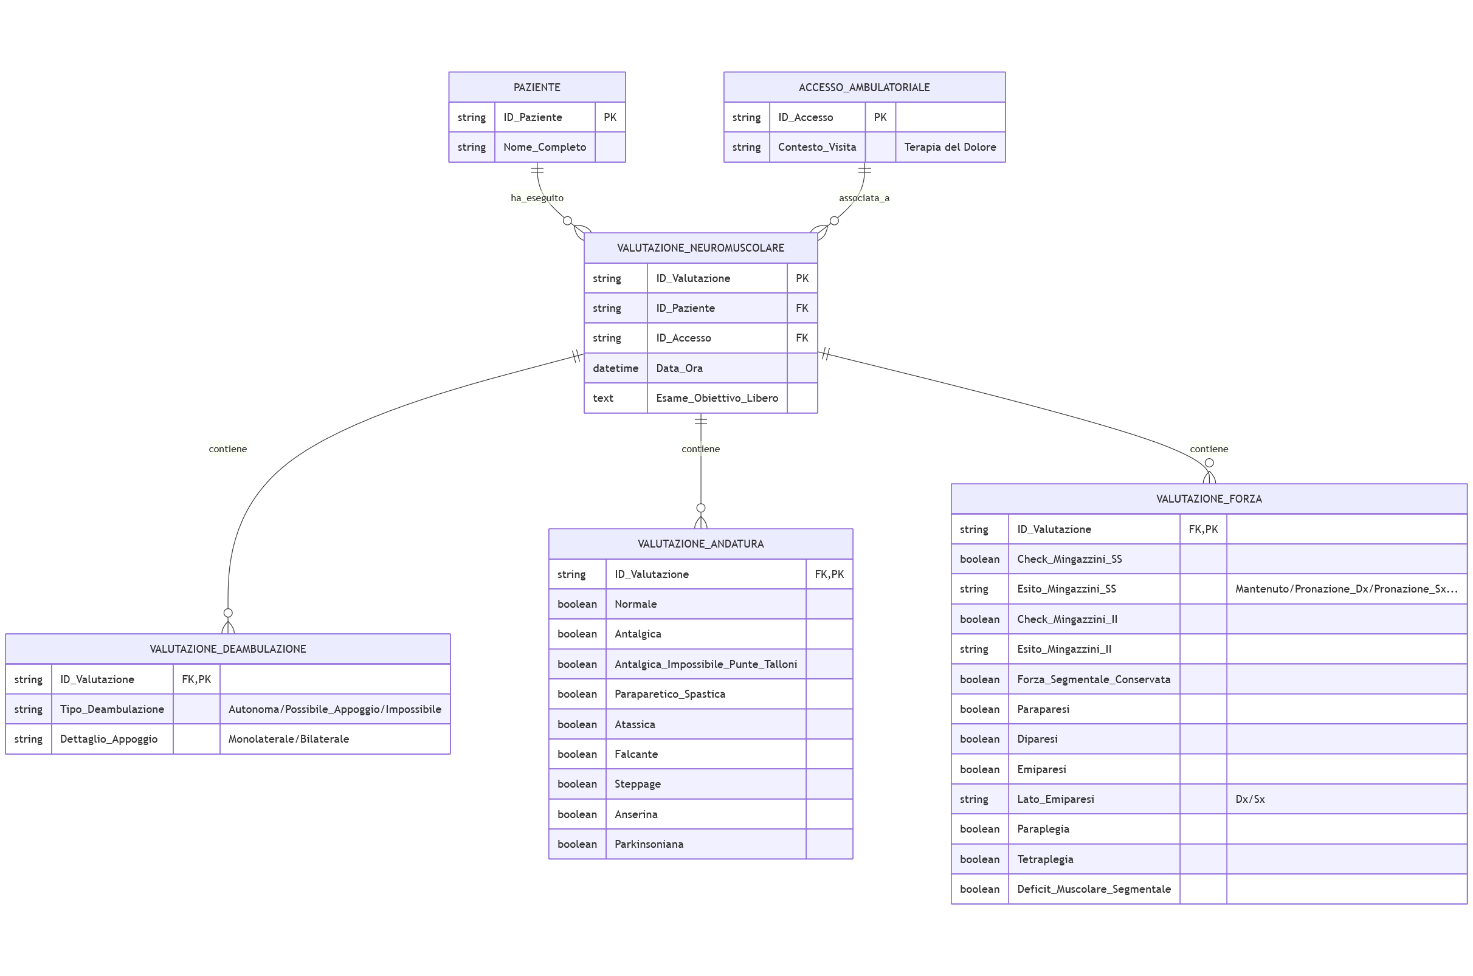 PAZIENTE
string ID_Paziente PK
string Nome_Completo
ACCESSO_AMBULATORIALE
string ID_Accesso PK
string Contesto_Visita Terapia del Dolore
ha_eseguito
associata_a
VALUTAZIONE_NEUROMUSCOLARE
string ID_Valutazione PK
string ID_Paziente FK
string ID_Accesso FK
datetime Data_Ora
text Esame_Obiettivo_Libero
contiene
contiene
contiene
VALUTAZIONE_DEAMBULAZIONE
string ID_Valutazione FK,PK
string Tipo_Deambulazione Autonoma/Possibile_Appoggio/Impossibile
string Dettaglio_Appoggio Monolaterale/Bilaterale
VALUTAZIONE_ANDATURA
string ID_Valutazione FK,PK
boolean Normale
boolean Antalgica
boolean Antalgica_Impossibile_Punte_Talloni
boolean Paraparetico_Spastica
boolean Atassica
boolean Falcante
boolean Steppage
boolean Anserina
boolean Parkinsoniana
VALUTAZIONE_FORZA
string ID_Valutazione FK,PK
boolean Check_Mingazzini_SS
string Esito_Mingazzini_SS Mantenuto/Pronazione_Dx/Pronazione_Sx...
boolean Check_Mingazzini_II
string Esito_Mingazzini_II
boolean Forza_Segmentale_Conservata
boolean Paraparesi
boolean Diparesi
boolean Emiparesi
string Lato_Emiparesi Dx/Sx
boolean Paraplegia
boolean Tetraplegia
boolean Deficit_Muscolare_Segmentale